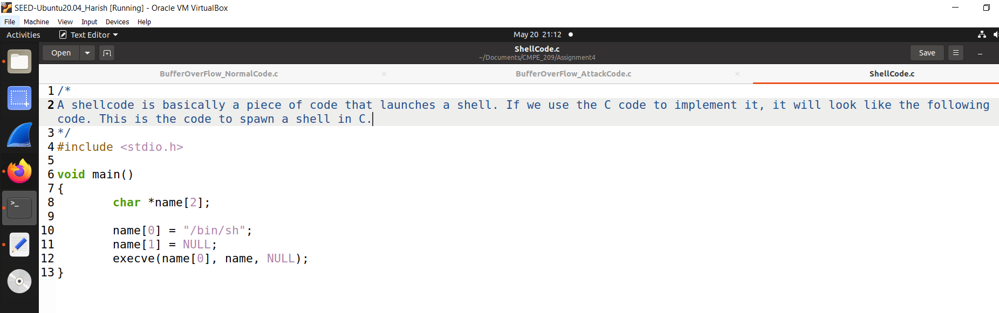 SEED-Ubuntu20.04_Harish [Running] - Oracle VM VirtualBox
File Machine View Input Devices Help
Activities Text Editor May 20 21:12
Open ShellCode.c Save
~/Documents/CMPE_209/Assignment4
BufferOverFlow_NormalCode.c × BufferOverFlow_AttackCode.c × ShellCode.c
1 /*
2 A shellcode is basically a piece of code that launches a shell. If we use the C code to implement it, it will look like the following
code. This is the code to spawn a shell in C.
3 */
4 #include <stdio.h>
5
6 void main()
7 {
8 char *name[2];
9
10 name[0] = "/bin/sh";
11 name[1] = NULL;
12 execve(name[0], name, NULL);
13 }